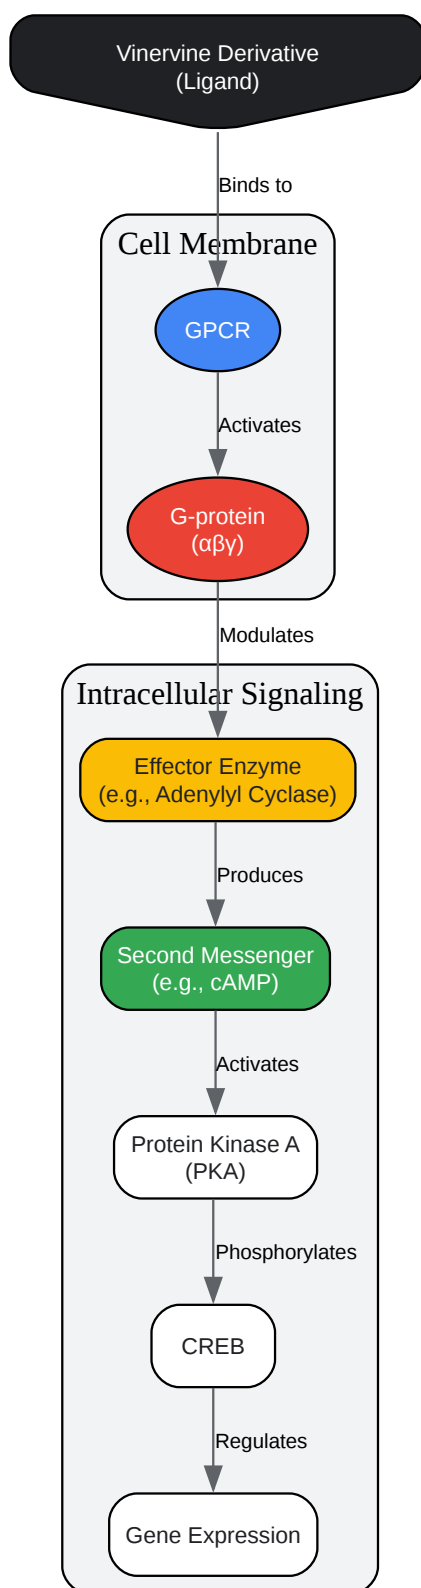 Vinervine Derivative
(Ligand)
Binds to
Cell Membrane
GPCR
Activates
G-protein
(αβγ)
Modulates
Intracellular Signaling
Effector Enzyme
(e.g., Adenylyl Cyclase)
Produces
Second Messenger
(e.g., cAMP)
Activates
Protein Kinase A
(PKA)
Phosphorylates
CREB
Regulates
Gene Expression